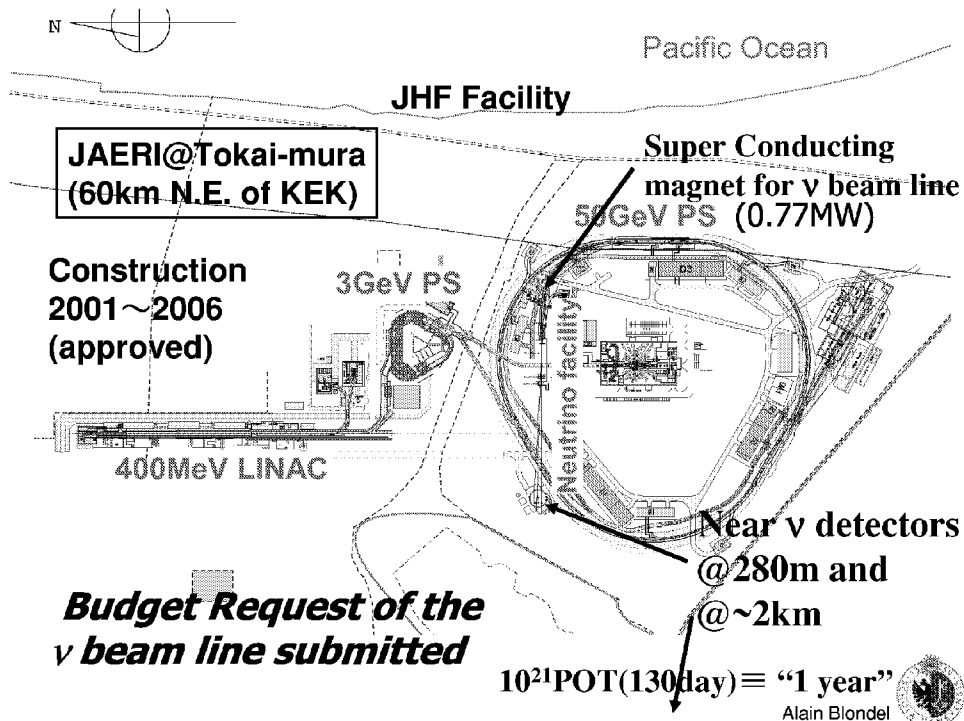 N
Pacific Ocean
JHF Facility
JAERI@Tokai-mura
(60km N.E. of KEK)
Super Conducting
magnet for ν beam line
50GeV PS (0.77MW)
Construction
2001~2006
(approved)
3GeV PS
Neutrino facility
400MeV LINAC
Near ν detectors
@280m and
@~2km
Budget Request of the
ν beam line submitted
10²¹POT(130day)≡ “1 year”
Alain Blondel